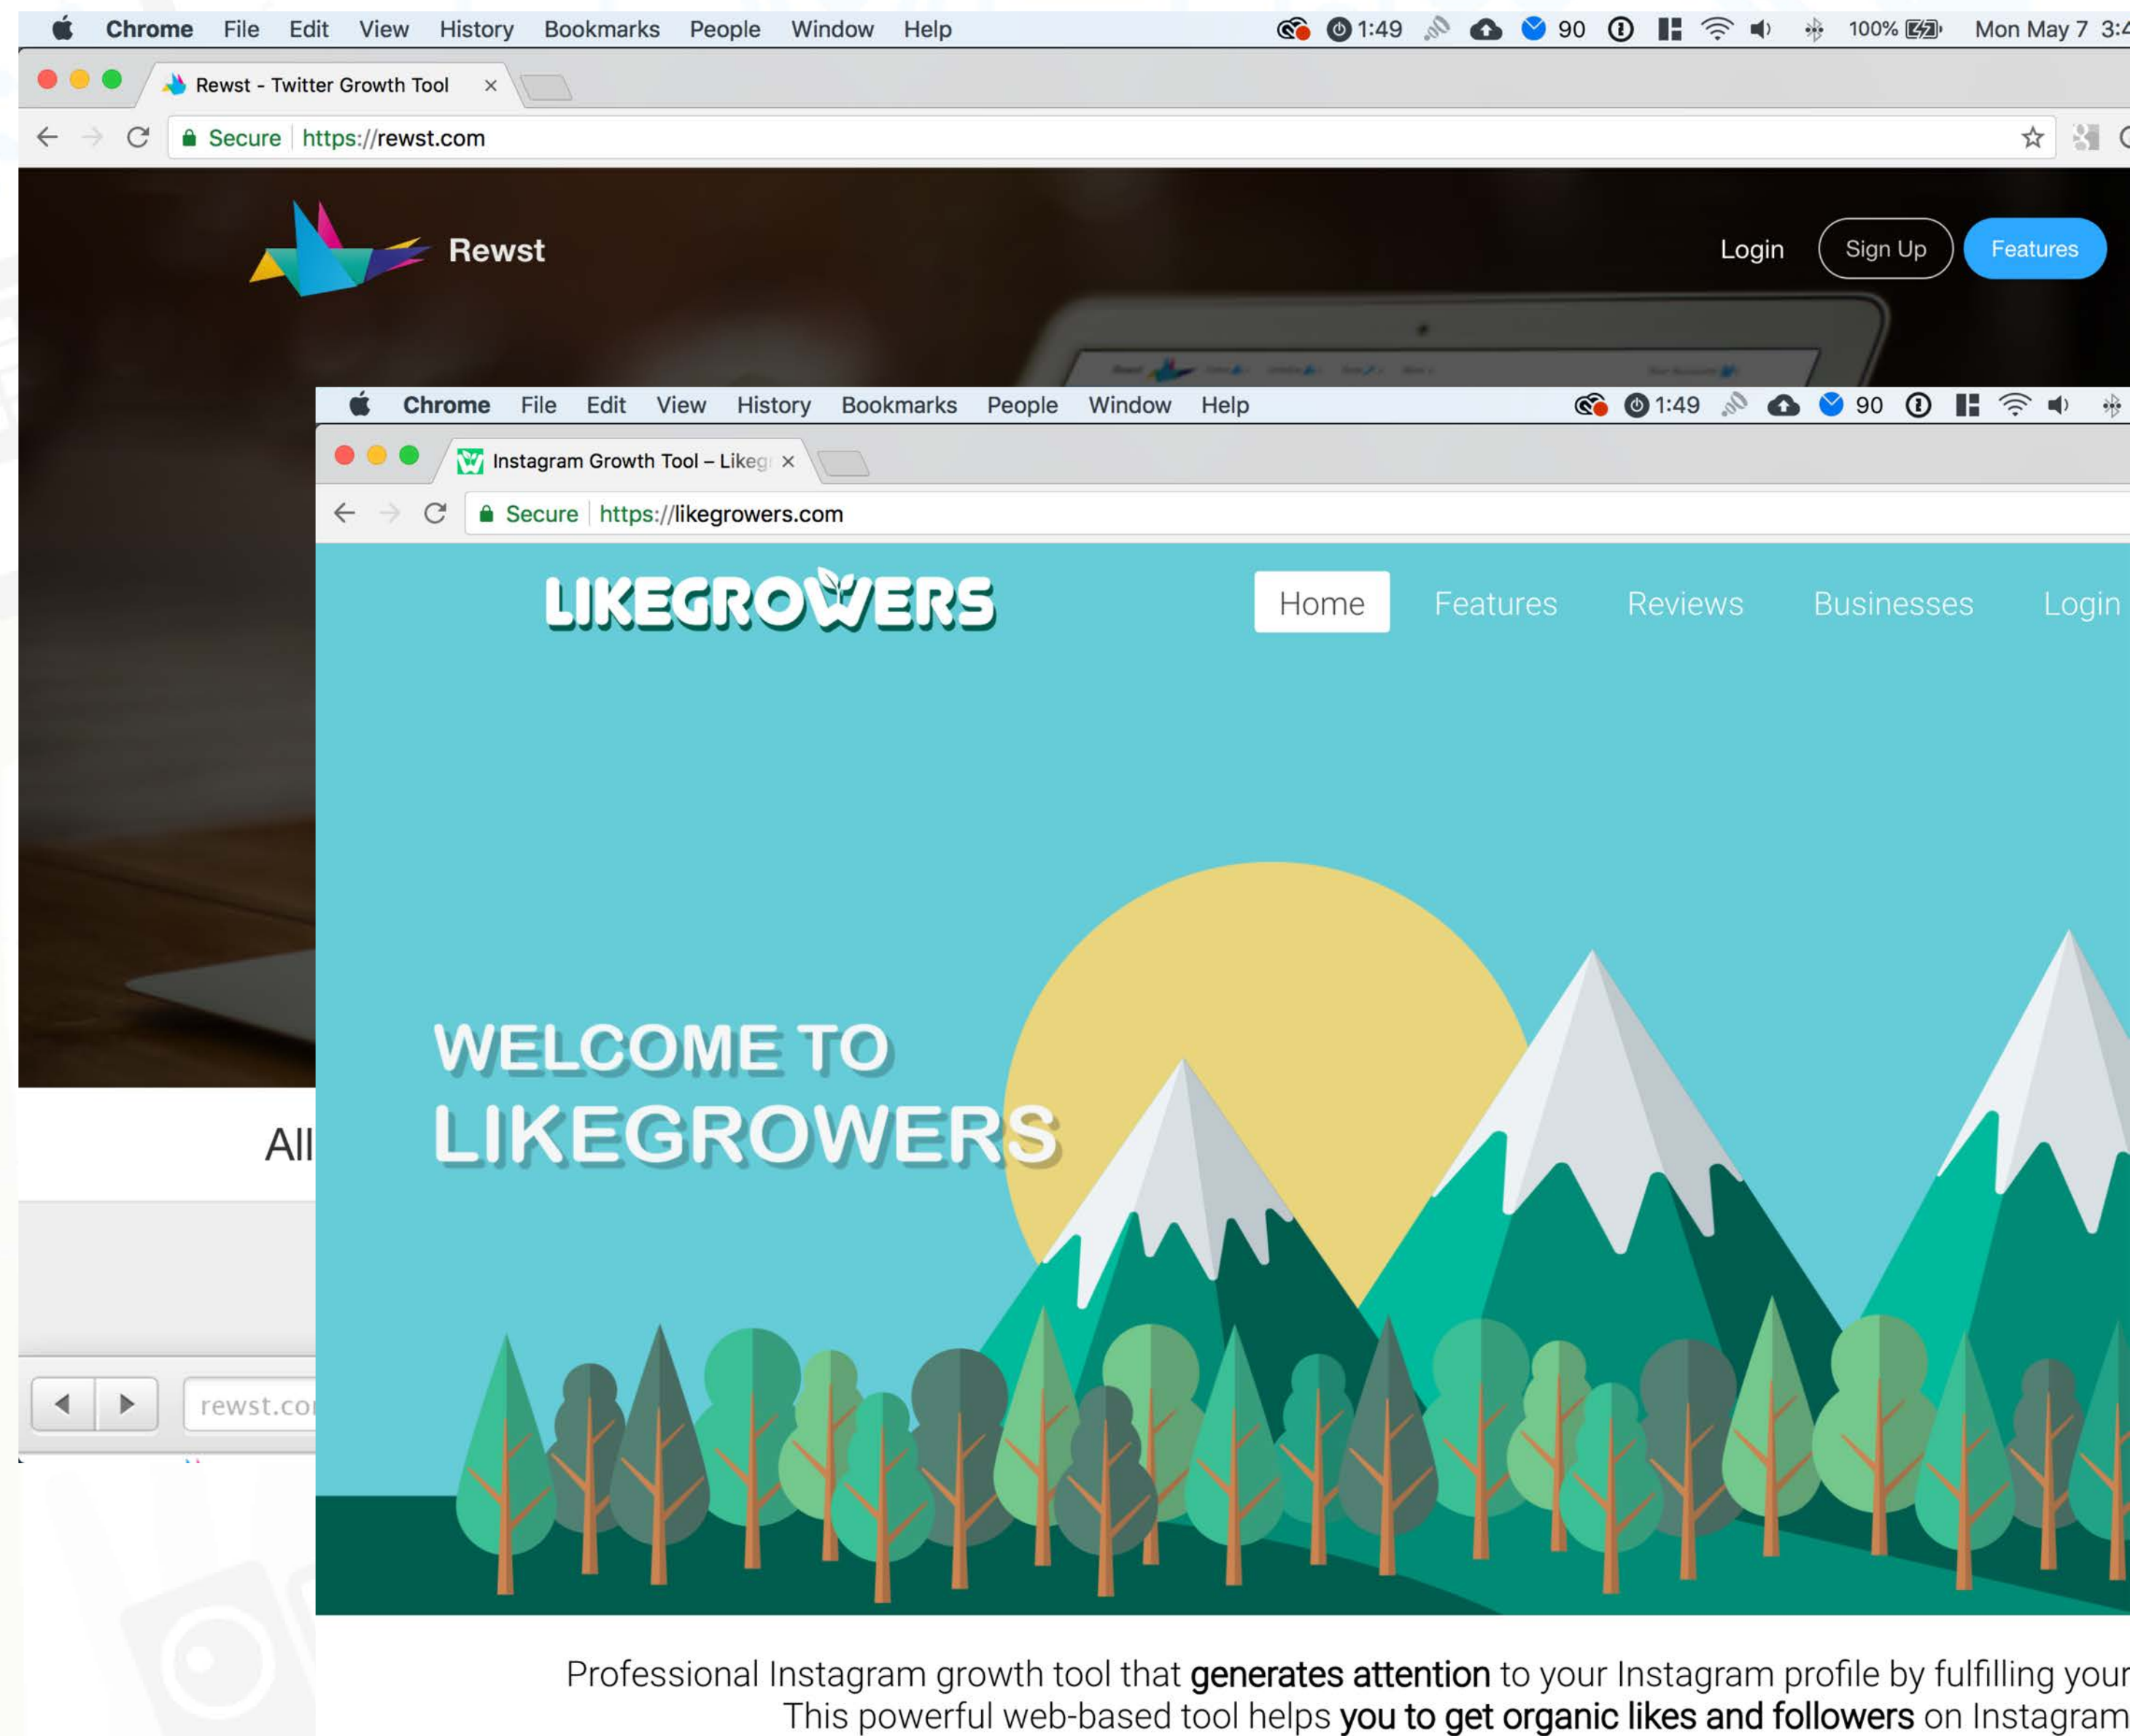 Chrome File Edit View History Bookmarks People Window Help 1:49 90 100% Mon May 7 3:4
Rewst - Twitter Growth Tool
Secure https://rewst.com
Rewst Login Sign Up Features
Chrome File Edit View History Bookmarks People Window Help 1:49 90
Instagram Growth Tool – Likeg
Secure https://likegrowers.com
LIKEGROWERS Home Features Reviews Businesses Login
WELCOME TO
LIKEGROWERS
All
rewst.co
Professional Instagram growth tool that generates attention to your Instagram profile by fulfilling your
This powerful web-based tool helps you to get organic likes and followers on Instagram